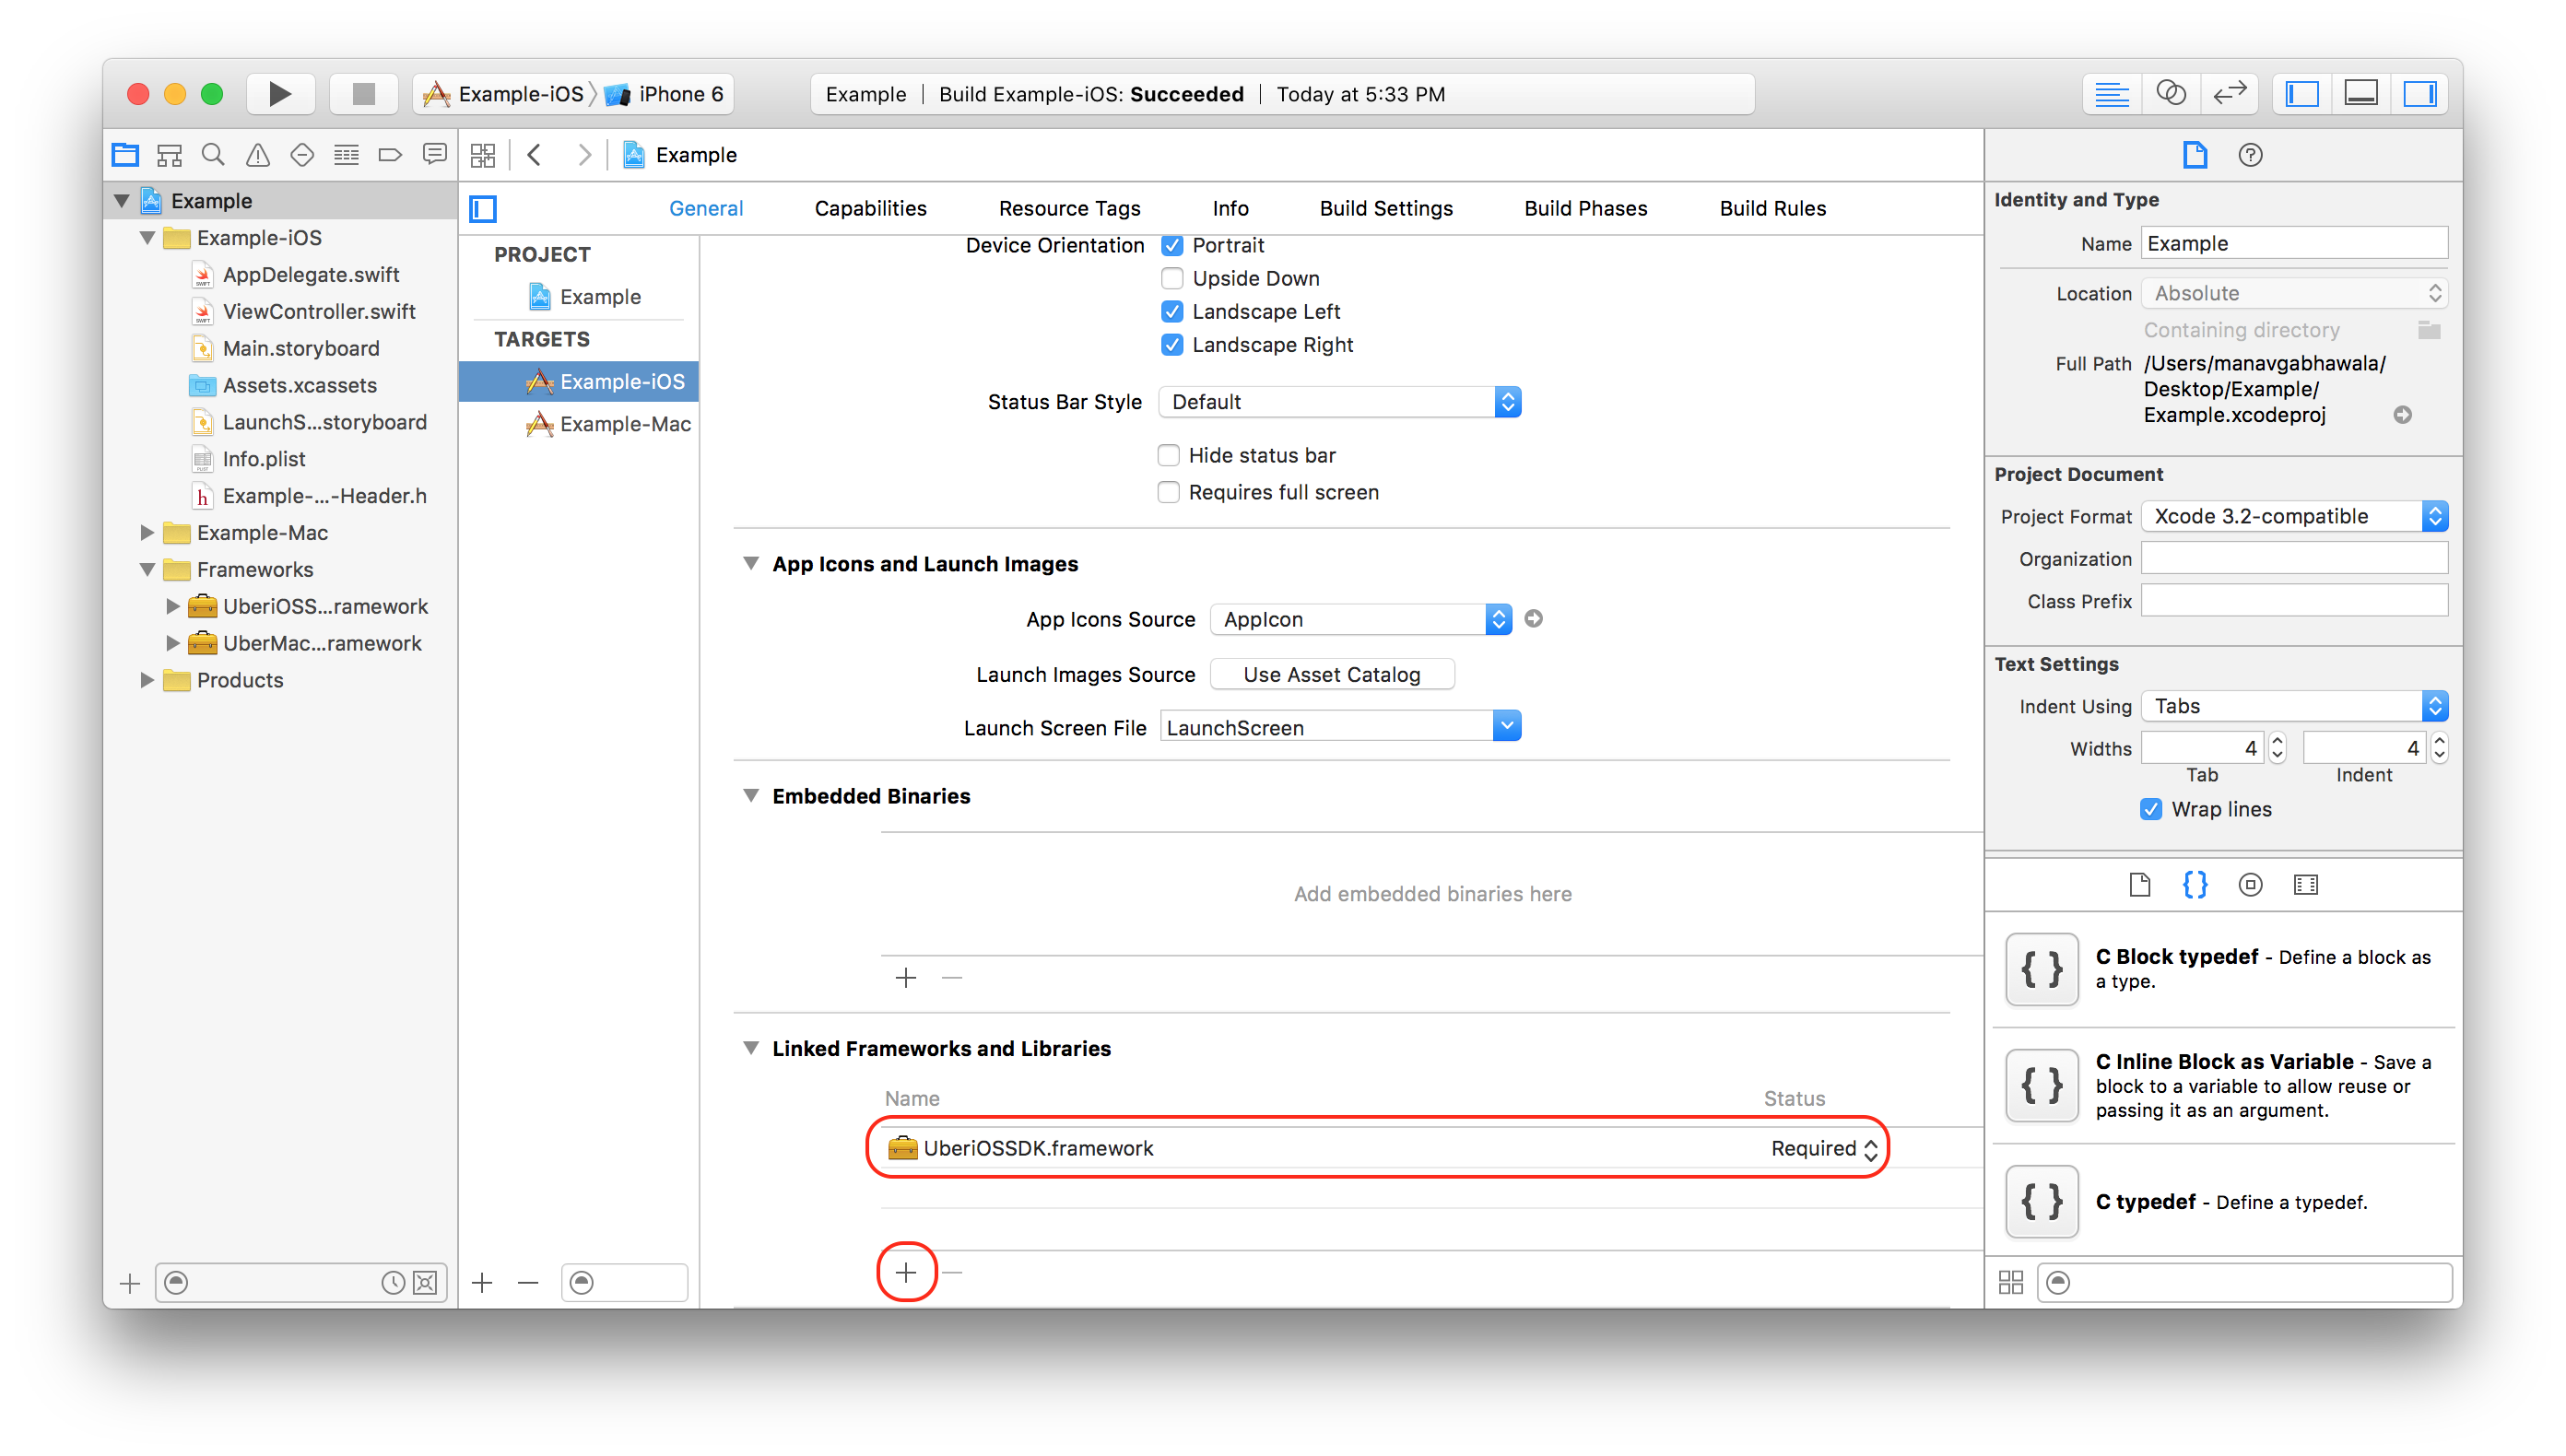 Example-iOS
iPhone 6
Example | Build Example-iOS: Succeeded | Today at 5:33 PM
Example
Example
Example-iOS
AppDelegate.swift
ViewController.swift
Main.storyboard
Assets.xcassets
LaunchS...storyboard
Info.plist
Example-...-Header.h
Example-Mac
Frameworks
UberiOSS...ramework
UberMac...ramework
Products
General Capabilities Resource Tags Info Build Settings Build Phases Build Rules
PROJECT
Example
TARGETS
Example-iOS
Example-Mac
Device Orientation Portrait
Upside Down
Landscape Left
Landscape Right
Status Bar Style Default
Hide status bar
Requires full screen
App Icons and Launch Images
App Icons Source AppIcon
Launch Images Source Use Asset Catalog
Launch Screen File LaunchScreen
Embedded Binaries
Add embedded binaries here
Linked Frameworks and Libraries
Name Status
UberiOSSDK.framework Required
Identity and Type
Name Example
Location Absolute
Containing directory
Full Path /Users/manavgabhawala/
Desktop/Example/
Example.xcodeproj
Project Document
Project Format Xcode 3.2-compatible
Organization
Class Prefix
Text Settings
Indent Using Tabs
Widths 4 4
Tab Indent
Wrap lines
{ } C Block typedef - Define a block as
a type.
{ } C Inline Block as Variable - Save a
block to a variable to allow reuse or
passing it as an argument.
{ } C typedef - Define a typedef.